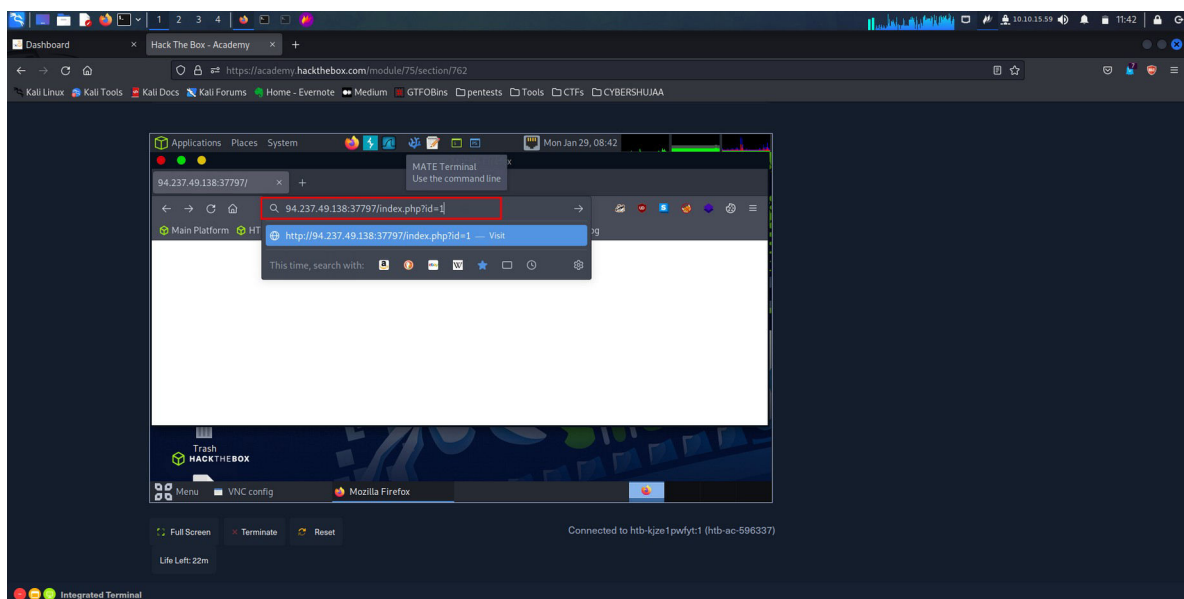 1 2 3 4
10.10.15.59
11:42
Dashboard
Hack The Box - Academy
https://academy.hackthebox.com/module/75/section/762
Kali Linux Kali Tools Kali Docs Kali Forums Home - Evernote Medium GTFOBins pentests Tools CTFs CYBERSHUJAA
Applications Places System
Mon Jan 29, 08:42
MATE Terminal
Use the command line
94.237.49.138:37797/
94.237.49.138:37797/index.php?id=1
Main Platform HT
http://94.237.49.138:37797/index.php?id=1 — Visit
This time, search with:
Trash
HACKTHEBOX
Menu VNC config Mozilla Firefox
Full Screen Terminate Reset
Connected to htb-kjze1pwfyt:1 (htb-ac-596337)
Life Left: 22m
Integrated Terminal